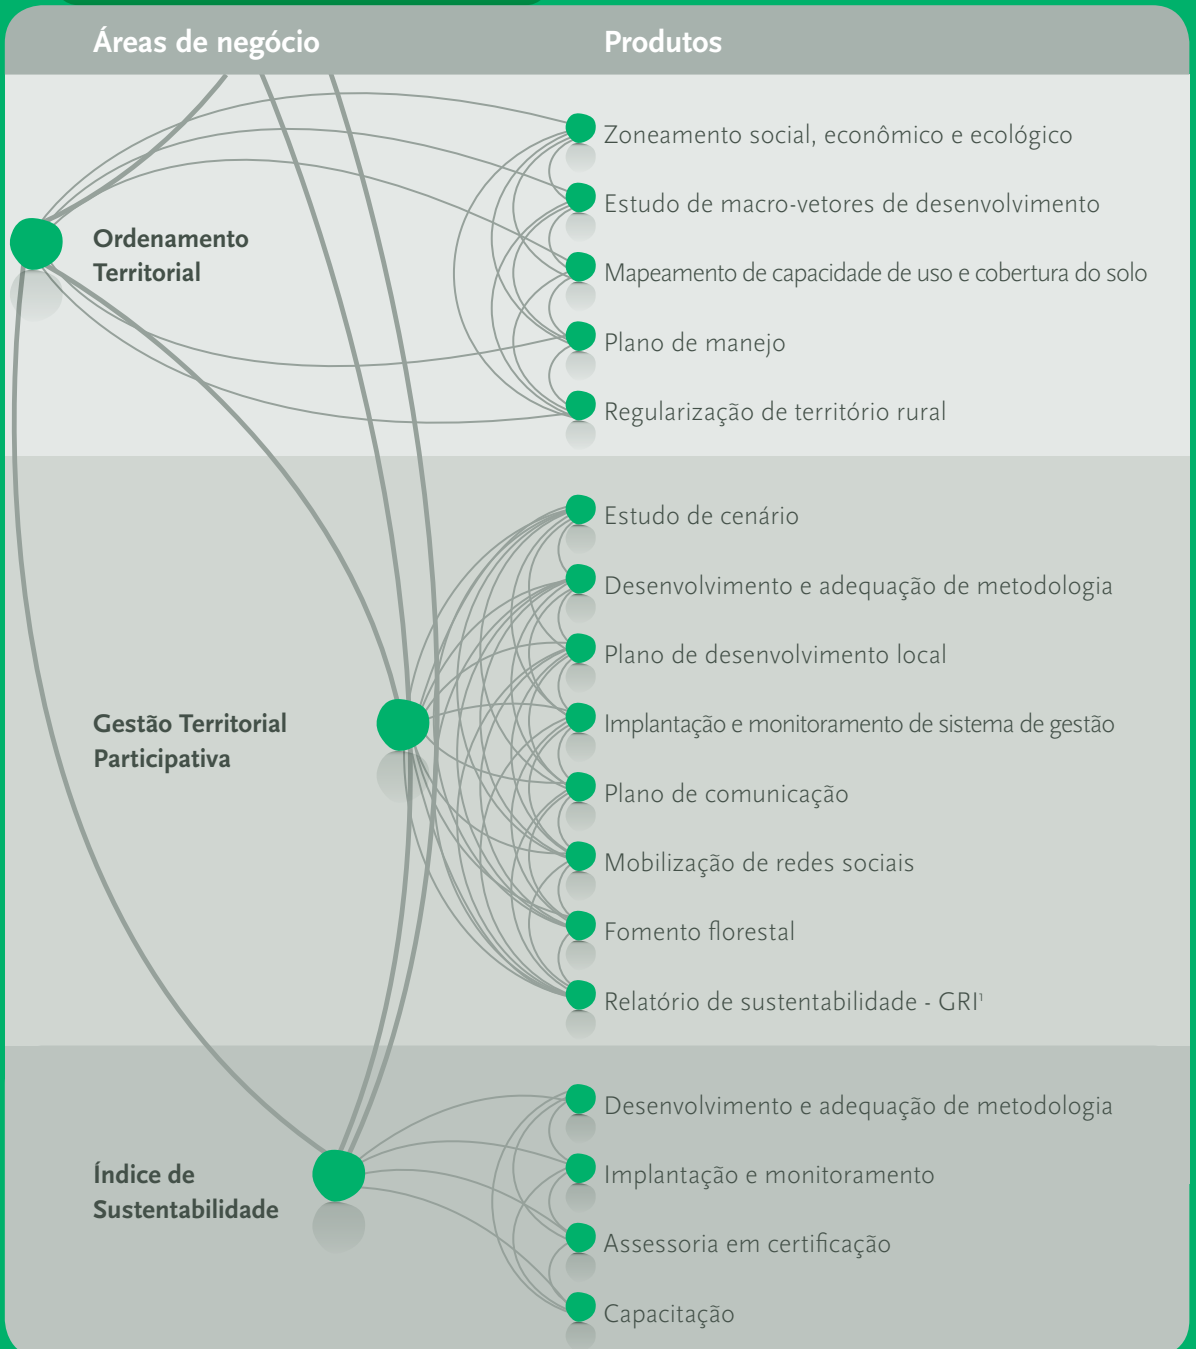 Áreas de negócio
Produtos
Ordenamento
Territorial
Zoneamento social, econômico e ecológico
Estudo de macro-vetores de desenvolvimento
Mapeamento de capacidade de uso e cobertura do solo
Plano de manejo
Regularização de território rural
Gestão Territorial
Participativa
Estudo de cenário
Desenvolvimento e adequação de metodologia
Plano de desenvolvimento local
Implantação e monitoramento de sistema de gestão
Plano de comunicação
Mobilização de redes sociais
Fomento florestal
Relatório de sustentabilidade - GRI¹
Índice de
Sustentabilidade
Desenvolvimento e adequação de metodologia
Implantação e monitoramento
Assessoria em certificação
Capacitação